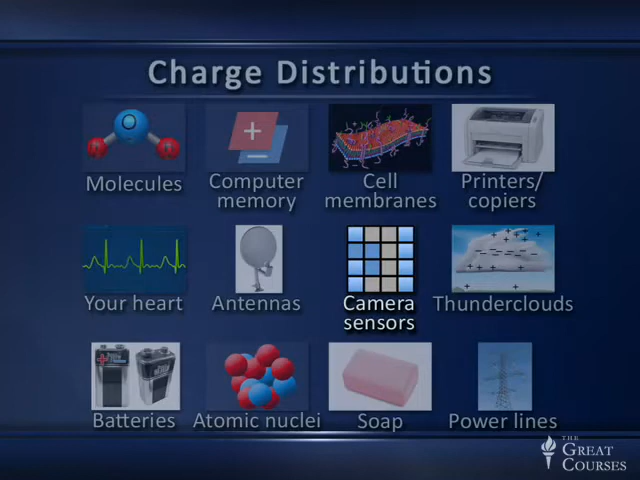 Charge Distributions
O
H H
+
Molecules
Computer
memory
Cell
membranes
Printers/
copiers
Your heart
Antennas
Camera
sensors
Thunderclouds
Batteries
Atomic nuclei
Soap
Power lines
THE
GREAT
COURSES